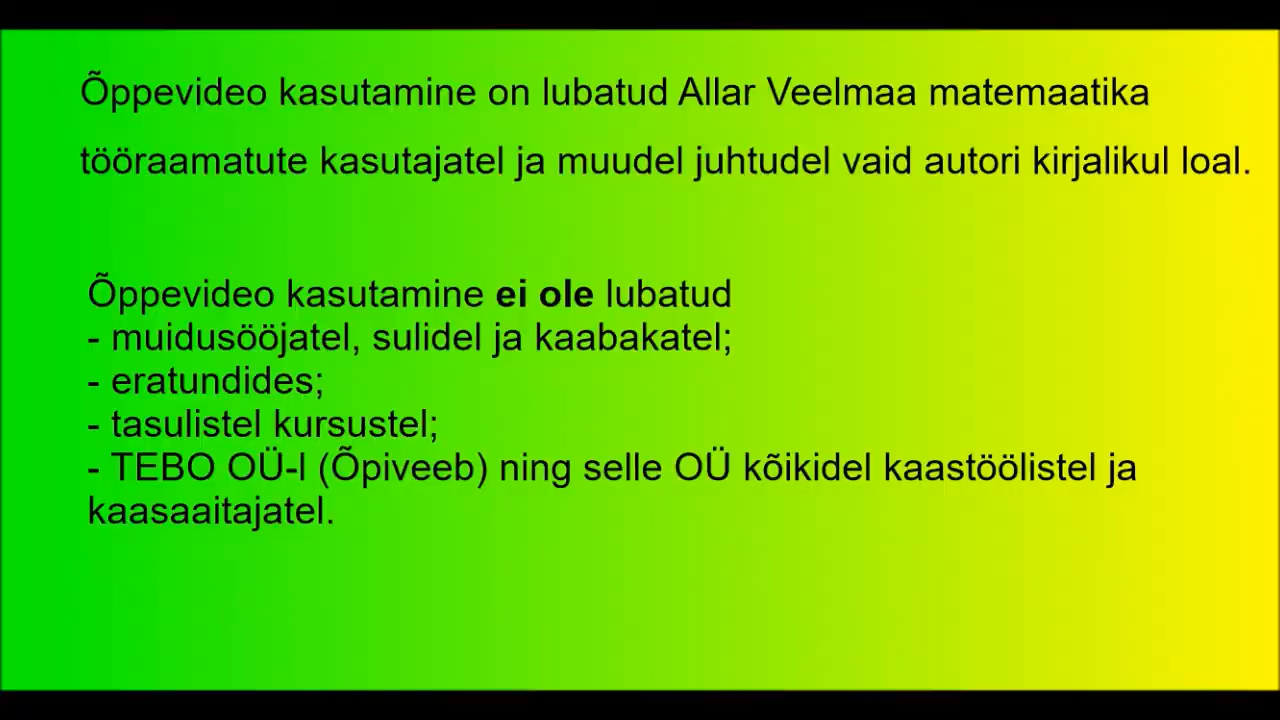 Õppevideo kasutamine on lubatud Allar Veelmaa matemaatika
tööraamatute kasutajatel ja muudel juhtudel vaid autori kirjalikul loal.
Õppevideo kasutamine ei ole lubatud
- muidusööjatel, sulidel ja kaabakatel;
- eratundides;
- tasulistel kursustel;
- TEBO OÜ-l (Õpiveeb) ning selle OÜ kõikidel kaastöölistel ja
kaasaaitajatel.